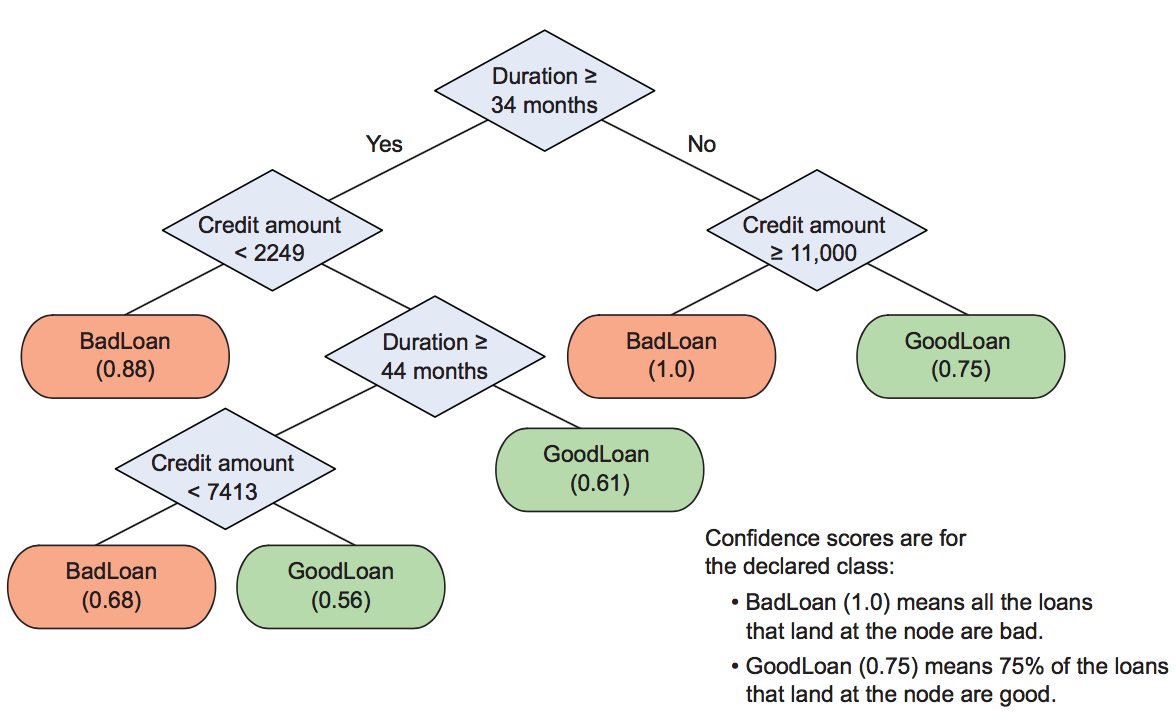 Duration ≥
34 months
Yes
No
Credit amount
< 2249
Credit amount
≥ 11,000
BadLoan
(0.88)
Duration ≥
44 months
BadLoan
(1.0)
GoodLoan
(0.75)
Credit amount
< 7413
GoodLoan
(0.61)
BadLoan
(0.68)
GoodLoan
(0.56)
Confidence scores are for
the declared class:
• BadLoan (1.0) means all the loans
that land at the node are bad.
• GoodLoan (0.75) means 75% of the loans
that land at the node are good.